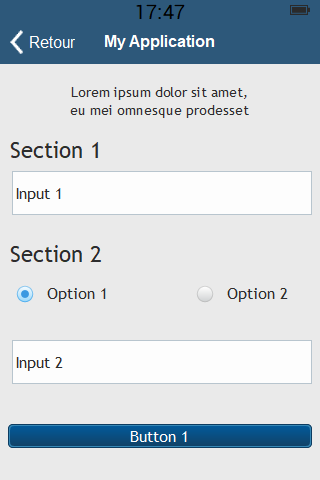 17:47
Retour My Application
Lorem ipsum dolor sit amet,
eu mei omnesque prodesset
Section 1
Input 1
Section 2
Option 1 Option 2
Input 2
Button 1